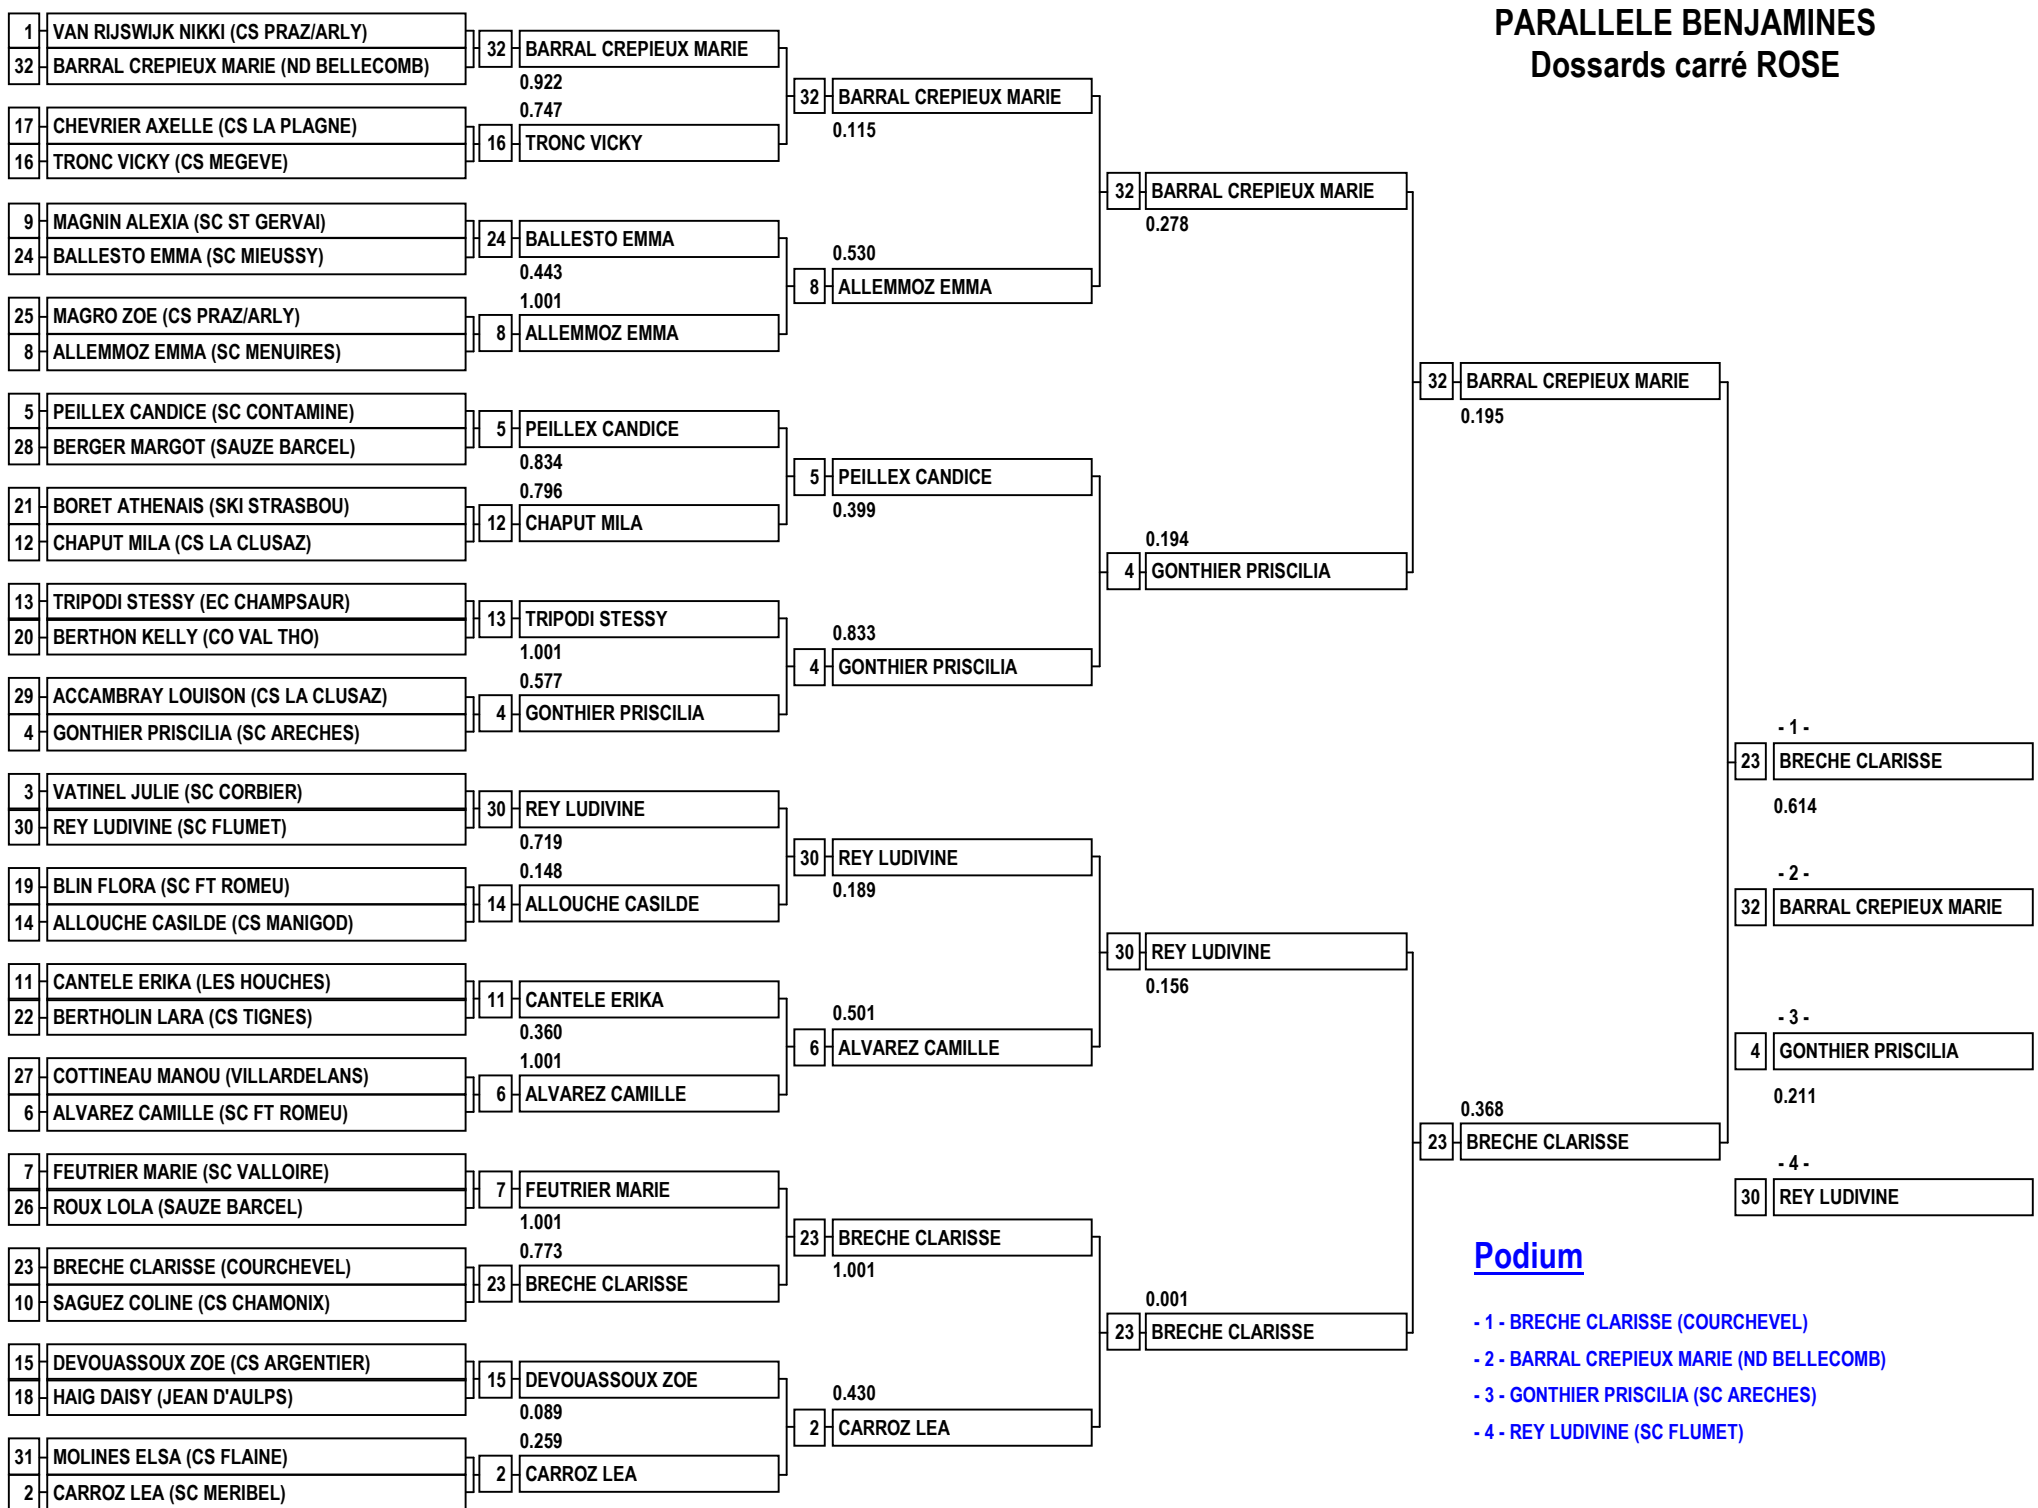 PARALLELE BENJAMINES
Dossards carré ROSE
1 VAN RIJSWIJK NIKKI (CS PRAZ/ARLY)
32 BARRAL CREPIEUX MARIE (ND BELLECOMB)
17 CHEVRIER AXELLE (CS LA PLAGNE)
16 TRONC VICKY (CS MEGEVE)
9 MAGNIN ALEXIA (SC ST GERVAI)
24 BALLESTO EMMA (SC MIEUSSY)
25 MAGRO ZOE (CS PRAZ/ARLY)
8 ALLEMMOZ EMMA (SC MENUIRES)
5 PEILLEX CANDICE (SC CONTAMINE)
28 BERGER MARGOT (SAUZE BARCEL)
21 BORET ATHENAIS (SKI STRASBOU)
12 CHAPUT MILA (CS LA CLUSAZ)
13 TRIPODI STESSY (EC CHAMPSAUR)
20 BERTHON KELLY (CO VAL THO)
29 ACCAMBRAY LOUISON (CS LA CLUSAZ)
4 GONTHIER PRISCILIA (SC ARECHES)
3 VATINEL JULIE (SC CORBIER)
30 REY LUDIVINE (SC FLUMET)
19 BLIN FLORA (SC FT ROMEU)
14 ALLOUCHE CASILDE (CS MANIGOD)
11 CANTELE ERIKA (LES HOUCHES)
22 BERTHOLIN LARA (CS TIGNES)
27 COTTINEAU MANOU (VILLARDELANS)
6 ALVAREZ CAMILLE (SC FT ROMEU)
7 FEUTRIER MARIE (SC VALLOIRE)
26 ROUX LOLA (SAUZE BARCEL)
23 BRECHE CLARISSE (COURCHEVEL)
10 SAGUEZ COLINE (CS CHAMONIX)
15 DEVOUASSOUX ZOE (CS ARGENTIER)
18 HAIG DAISY (JEAN D'AULPS)
31 MOLINES ELSA (CS FLAINE)
2 CARROZ LEA (SC MERIBEL)
32 BARRAL CREPIEUX MARIE
0.922
0.747
16 TRONC VICKY
24 BALLESTO EMMA
0.443
1.001
8 ALLEMMOZ EMMA
5 PEILLEX CANDICE
0.834
0.796
12 CHAPUT MILA
13 TRIPODI STESSY
1.001
0.577
4 GONTHIER PRISCILIA
30 REY LUDIVINE
0.719
0.148
14 ALLOUCHE CASILDE
11 CANTELE ERIKA
0.360
1.001
6 ALVAREZ CAMILLE
7 FEUTRIER MARIE
1.001
0.773
23 BRECHE CLARISSE
15 DEVOUASSOUX ZOE
0.089
0.259
2 CARROZ LEA
32 BARRAL CREPIEUX MARIE
0.115
0.530
8 ALLEMMOZ EMMA
5 PEILLEX CANDICE
0.399
0.833
4 GONTHIER PRISCILIA
30 REY LUDIVINE
0.189
0.501
6 ALVAREZ CAMILLE
23 BRECHE CLARISSE
1.001
0.430
2 CARROZ LEA
32 BARRAL CREPIEUX MARIE
0.278
0.194
4 GONTHIER PRISCILIA
30 REY LUDIVINE
0.156
0.001
23 BRECHE CLARISSE
32 BARRAL CREPIEUX MARIE
0.195
0.368
23 BRECHE CLARISSE
- 1 -
23 BRECHE CLARISSE
0.614
- 2 -
32 BARRAL CREPIEUX MARIE
- 3 -
4 GONTHIER PRISCILIA
0.211
- 4 -
30 REY LUDIVINE
Podium
- 1 - BRECHE CLARISSE (COURCHEVEL)
- 2 - BARRAL CREPIEUX MARIE (ND BELLECOMB)
- 3 - GONTHIER PRISCILIA (SC ARECHES)
- 4 - REY LUDIVINE (SC FLUMET)